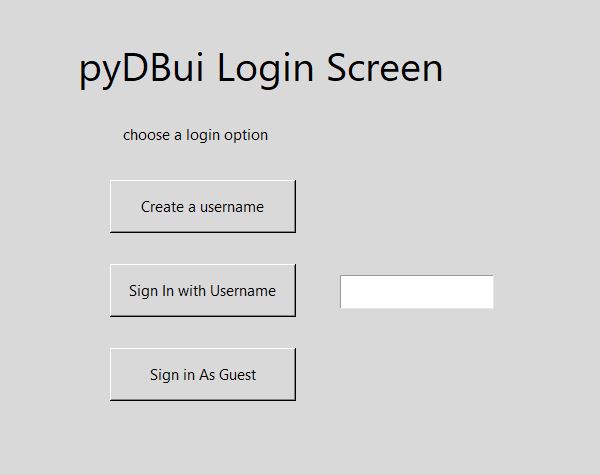 pyDBui Login Screen
choose a login option
Create a username
Sign In with Username
Sign in As Guest